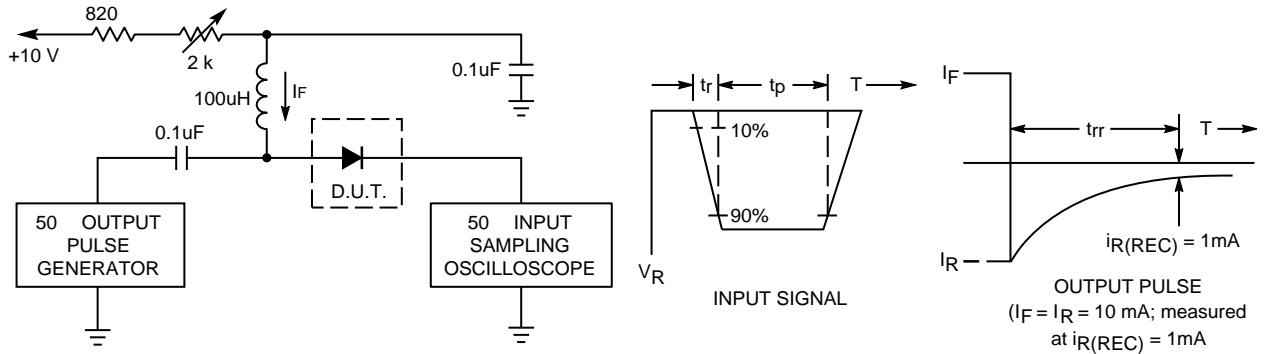 820
+10 V
2 k
100uH
IF
0.1uF
0.1uF
D.U.T.
50 OUTPUT
PULSE
GENERATOR
50 INPUT
SAMPLING
OSCILLOSCOPE
tr
tp
T
10%
90%
VR
INPUT SIGNAL
IF
trr
T
IR
iR(REC) = 1mA
OUTPUT PULSE
(IF = IR = 10 mA; measured
at iR(REC) = 1mA